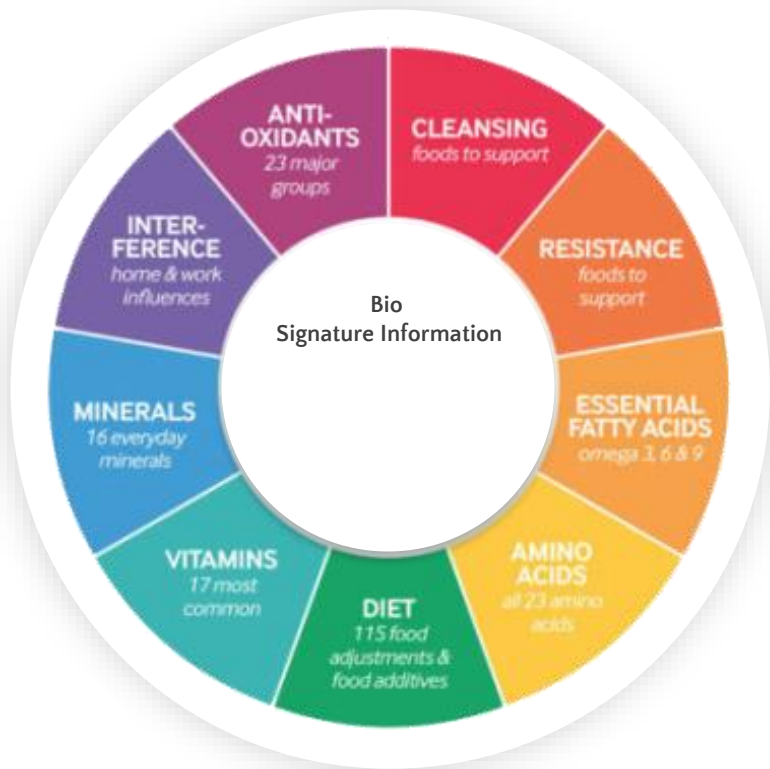 Bio
Signature Information
CLEANSING
foods to support
RESISTANCE
foods to
support
ESSENTIAL
FATTY ACIDS
omega 3, 6 & 9
AMINO
ACIDS
all 23 amino
acids
DIET
115 food
adjustments &
food additives
VITAMINS
17 most
common
MINERALS
16 everyday
minerals
INTER-
FERENCE
home & work
influences
ANTI-
OXIDANTS
23 major
groups